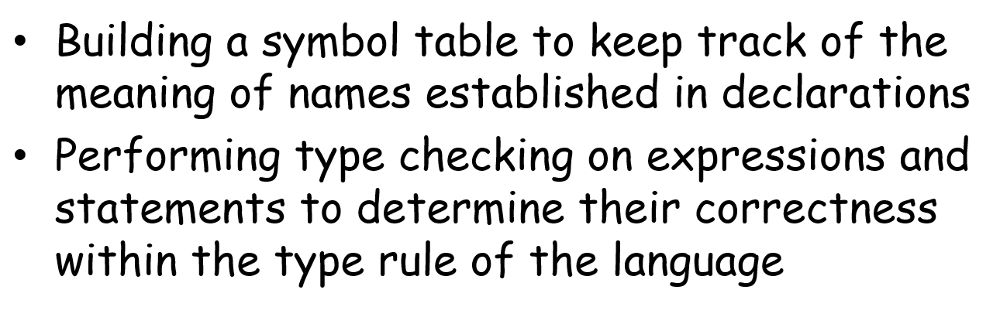 • Building a symbol table to keep track of the
meaning of names established in declarations
• Performing type checking on expressions and
statements to determine their correctness
within the type rule of the language